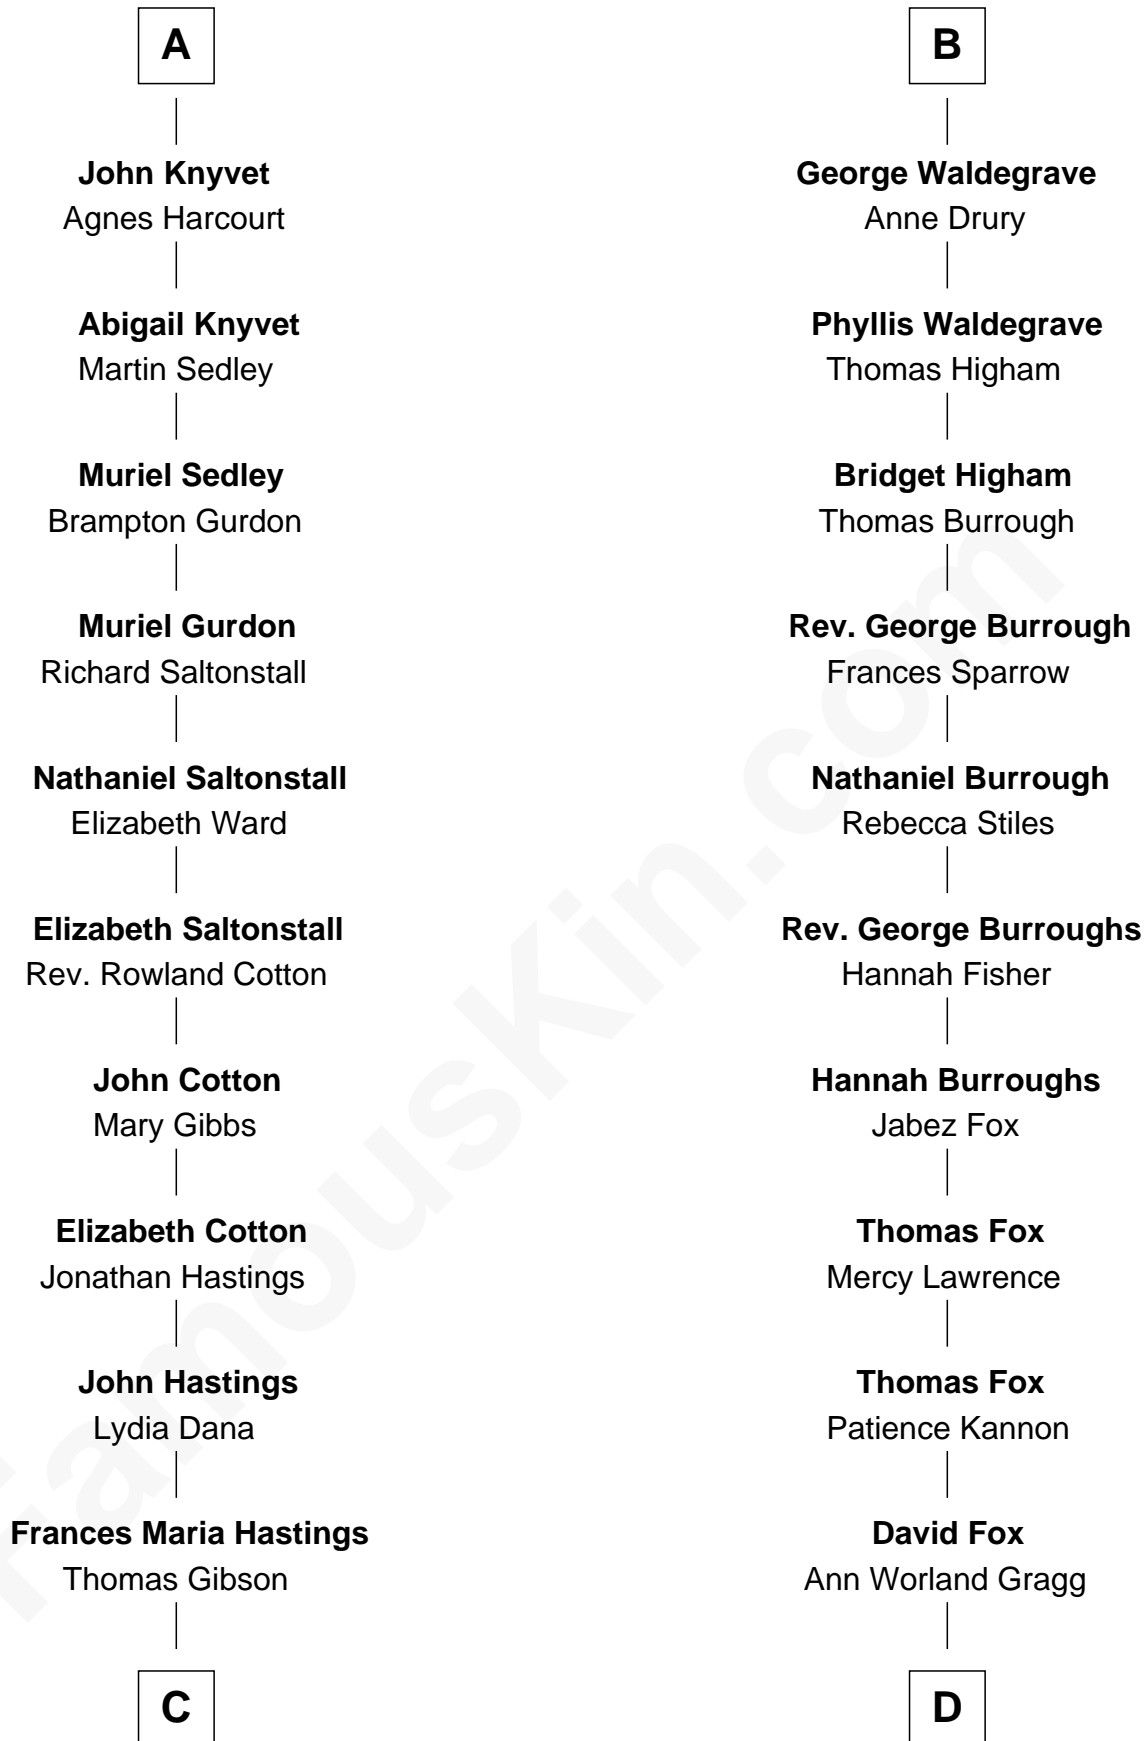 A
John Knyvet
Agnes Harcourt
Abigail Knyvet
Martin Sedley
Muriel Sedley
Brampton Gurdon
Muriel Gurdon
Richard Saltonstall
Nathaniel Saltonstall
Elizabeth Ward
Elizabeth Saltonstall
Rev. Rowland Cotton
John Cotton
Mary Gibbs
Elizabeth Cotton
Jonathan Hastings
John Hastings
Lydia Dana
Frances Maria Hastings
Thomas Gibson
C
B
George Waldegrave
Anne Drury
Phyllis Waldegrave
Thomas Higham
Bridget Higham
Thomas Burrough
Rev. George Burrough
Frances Sparrow
Nathaniel Burrough
Rebecca Stiles
Rev. George Burroughs
Hannah Fisher
Hannah Burroughs
Jabez Fox
Thomas Fox
Mercy Lawrence
Thomas Fox
Patience Kannon
David Fox
Ann Worland Gragg
D
FamousKin.com